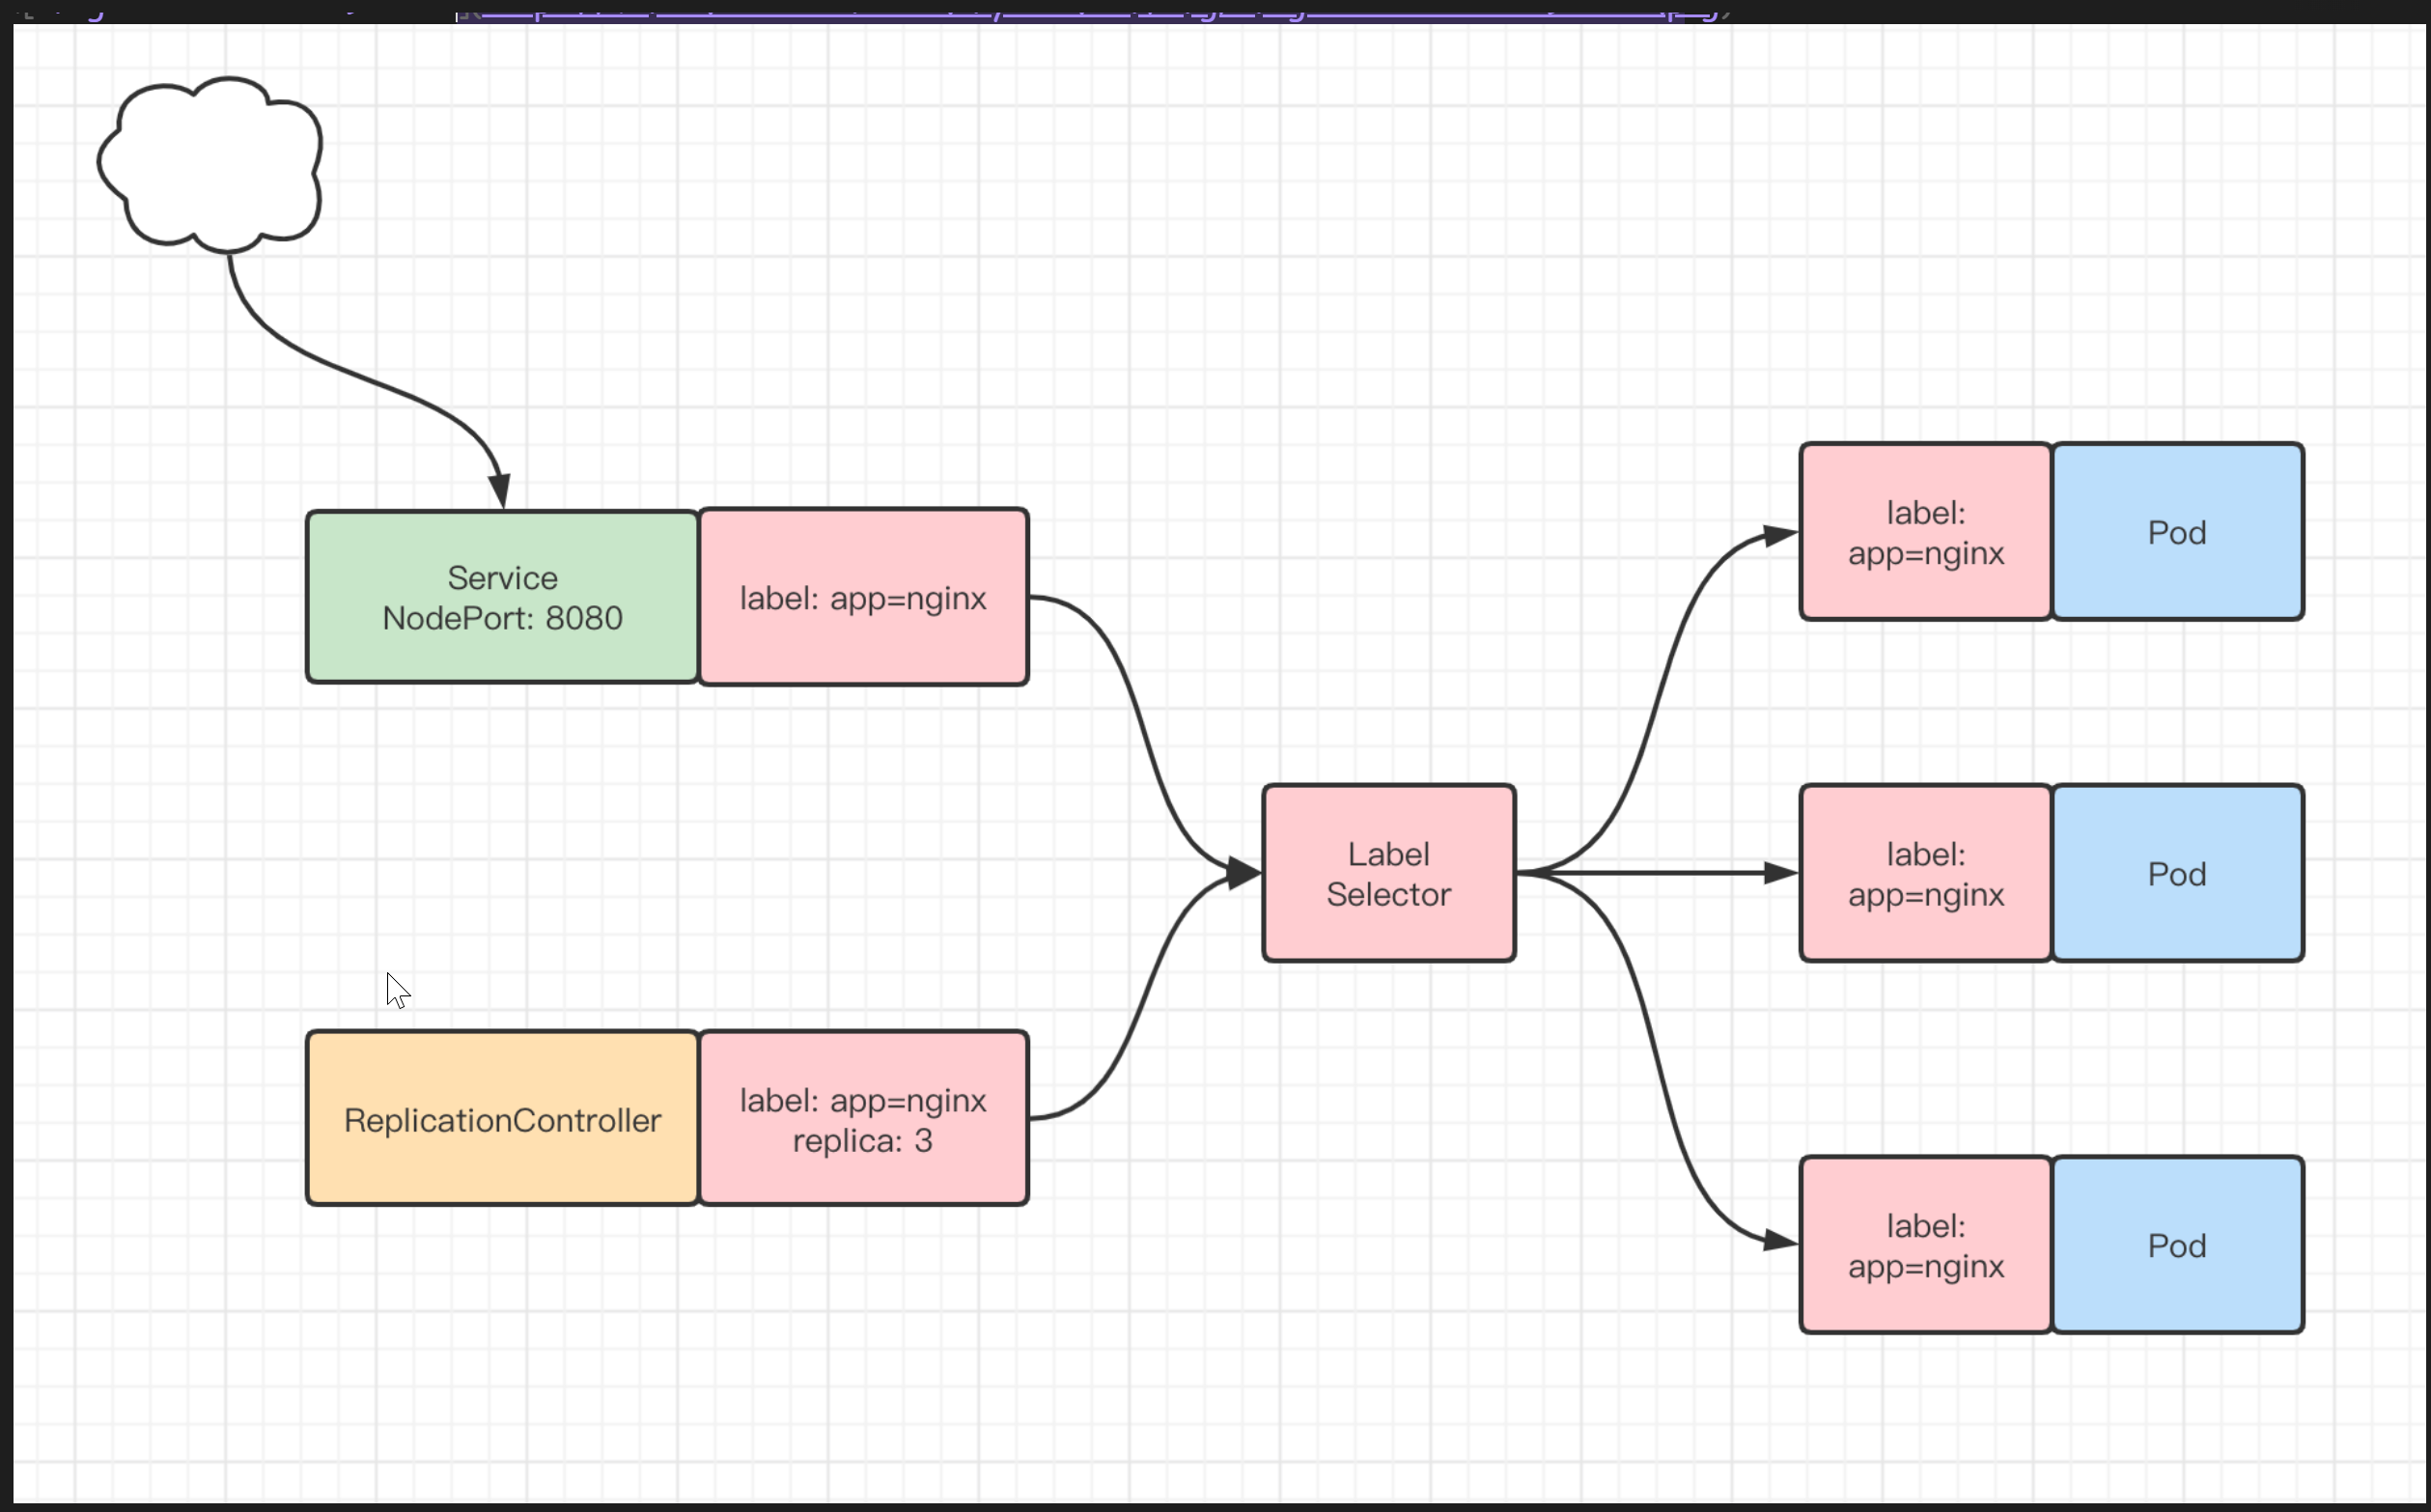 Service
NodePort: 8080
label: app=nginx
ReplicationController
label: app=nginx
replica: 3
Label
Selector
label:
app=nginx
Pod
label:
app=nginx
Pod
label:
app=nginx
Pod